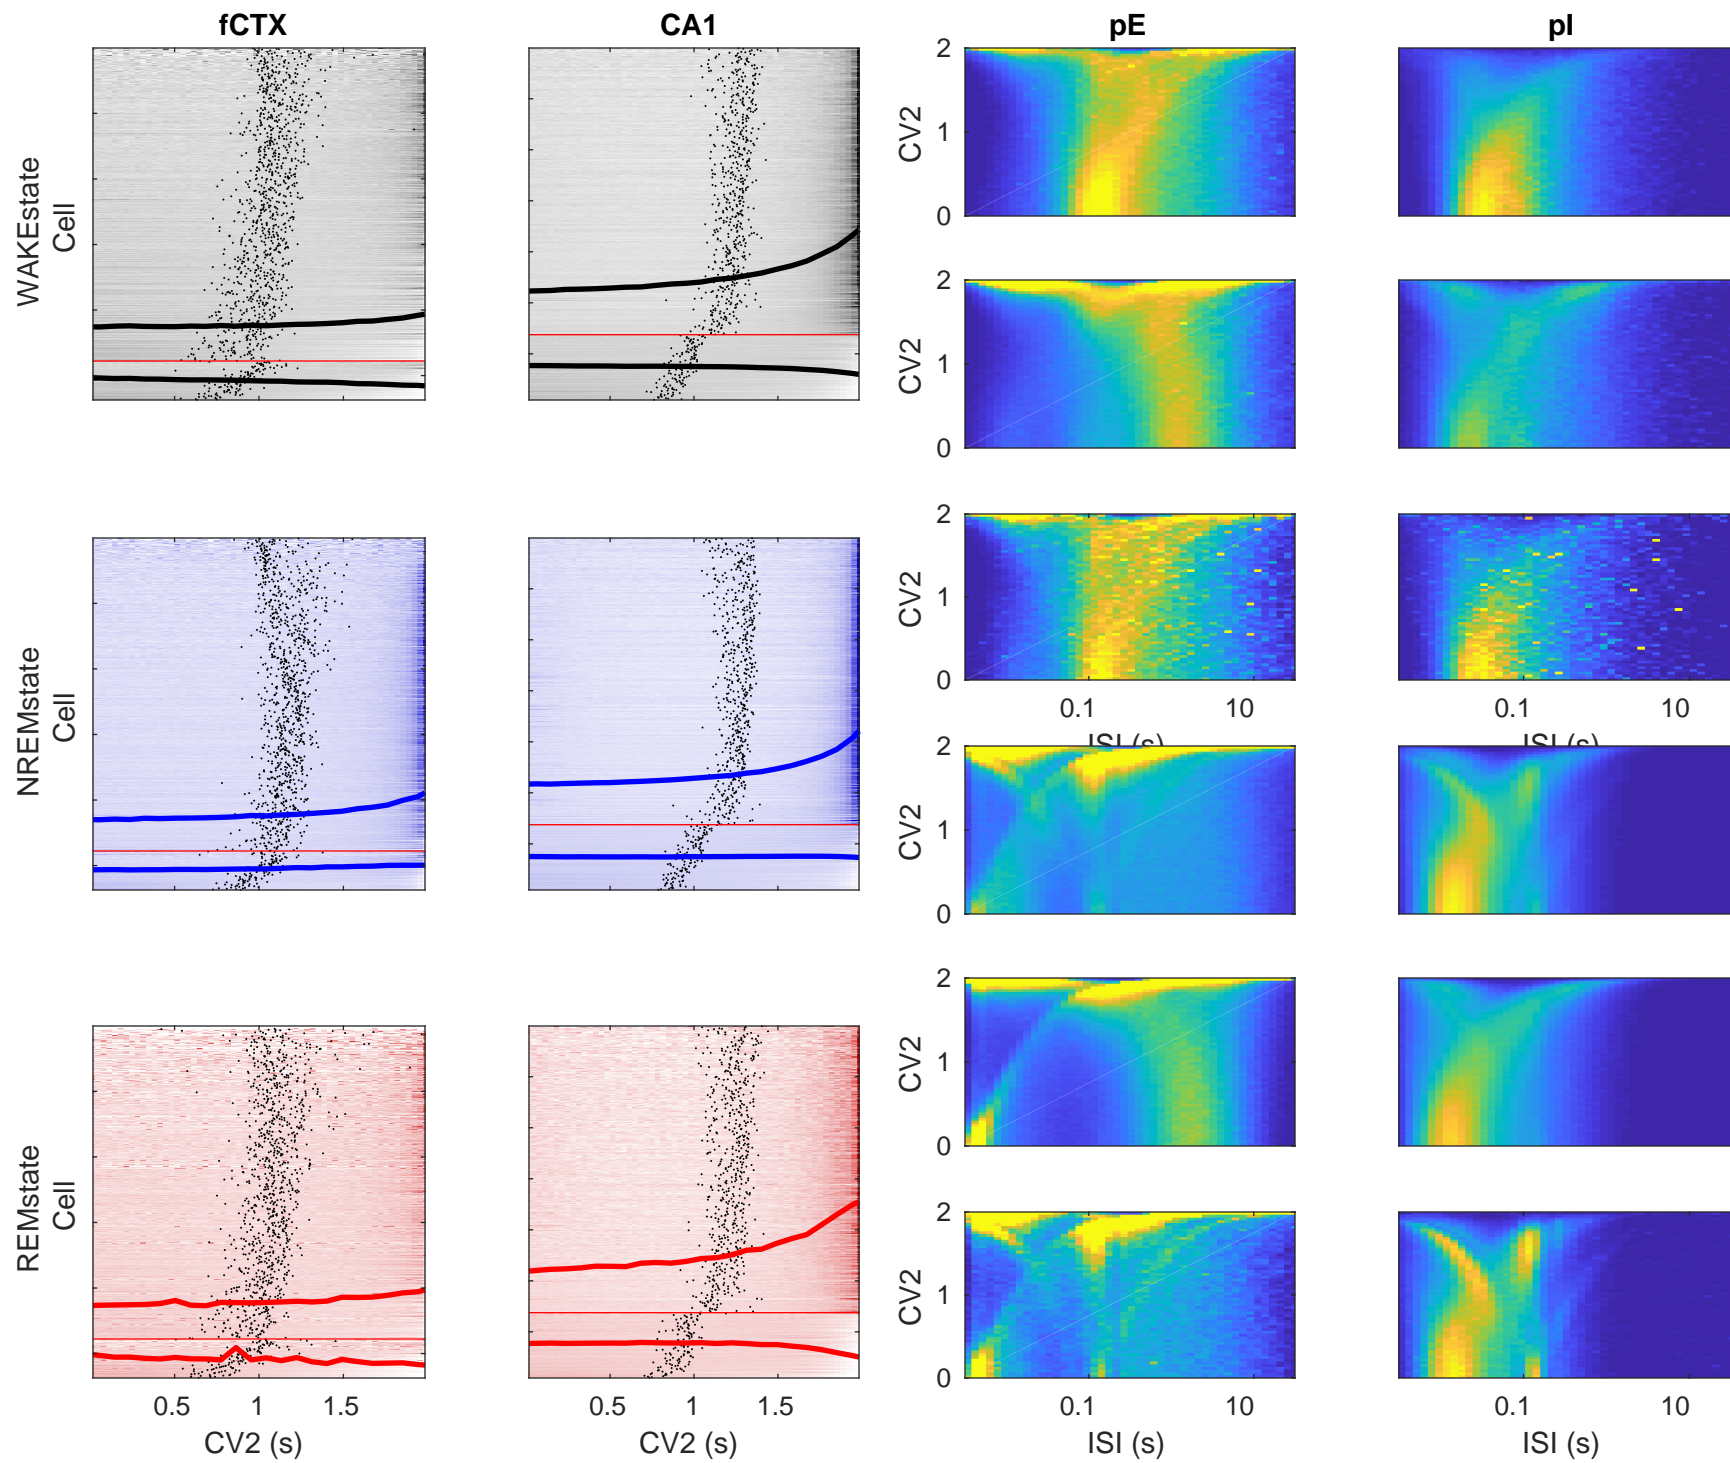 fCTX CA1 pE pI
WAKEstate
Cell
CV2
2
1
0
CV2
2
1
0
NREMstate
Cell
CV2
2
1
0
0.1 10
0.1 10
ISI (s)
ISI (s)
CV2
2
1
0
REMstate
Cell
CV2
2
1
0
CV2
2
1
0
0.5 1 1.5
0.5 1 1.5
0.1 10
0.1 10
CV2 (s)
CV2 (s)
ISI (s)
ISI (s)